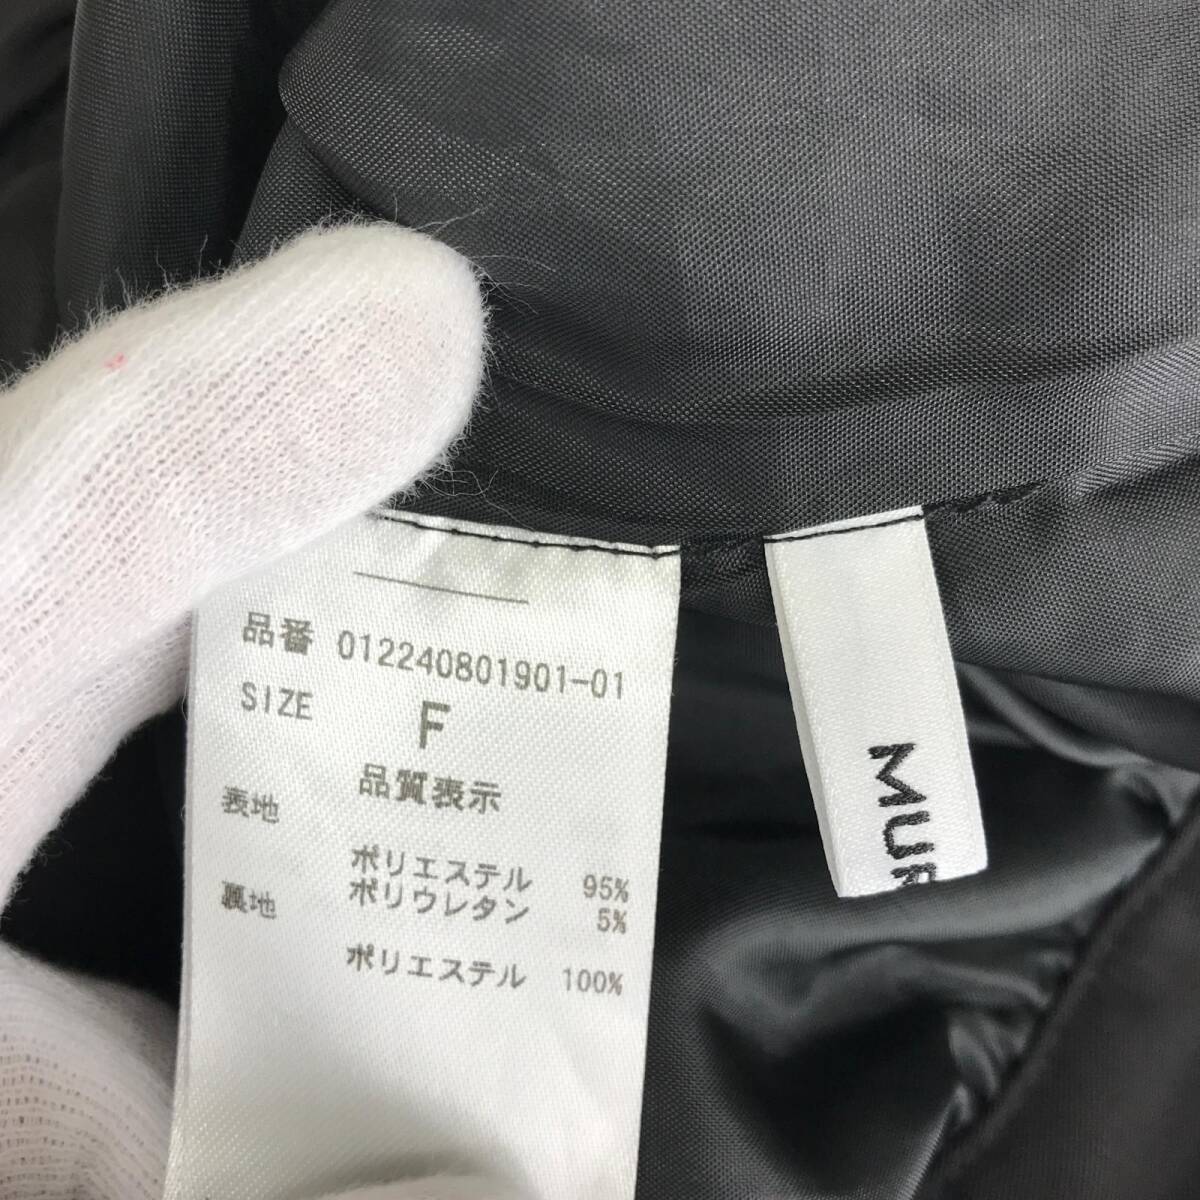 品番 012240801901-01
SIZE F
品質表示
表地
ポリエステル 95%
ポリウレタン 5%
裏地
ポリエステル 100%
MUR